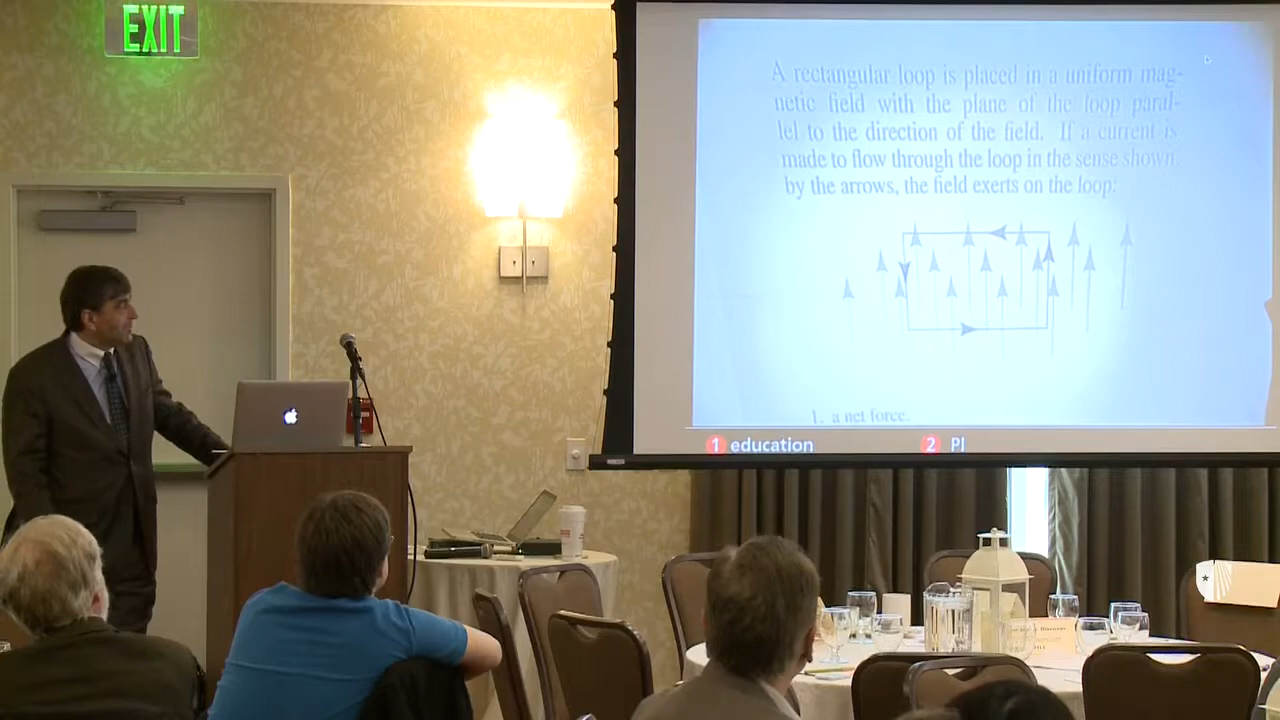 EXIT
A rectangular loop is placed in a uniform mag-
netic field with the plane of the loop paral-
lel to the direction of the field. If a current is
made to flow through the loop in the sense shown
by the arrows, the field exerts on the loop:
1. a net force.
1 education
2 PI